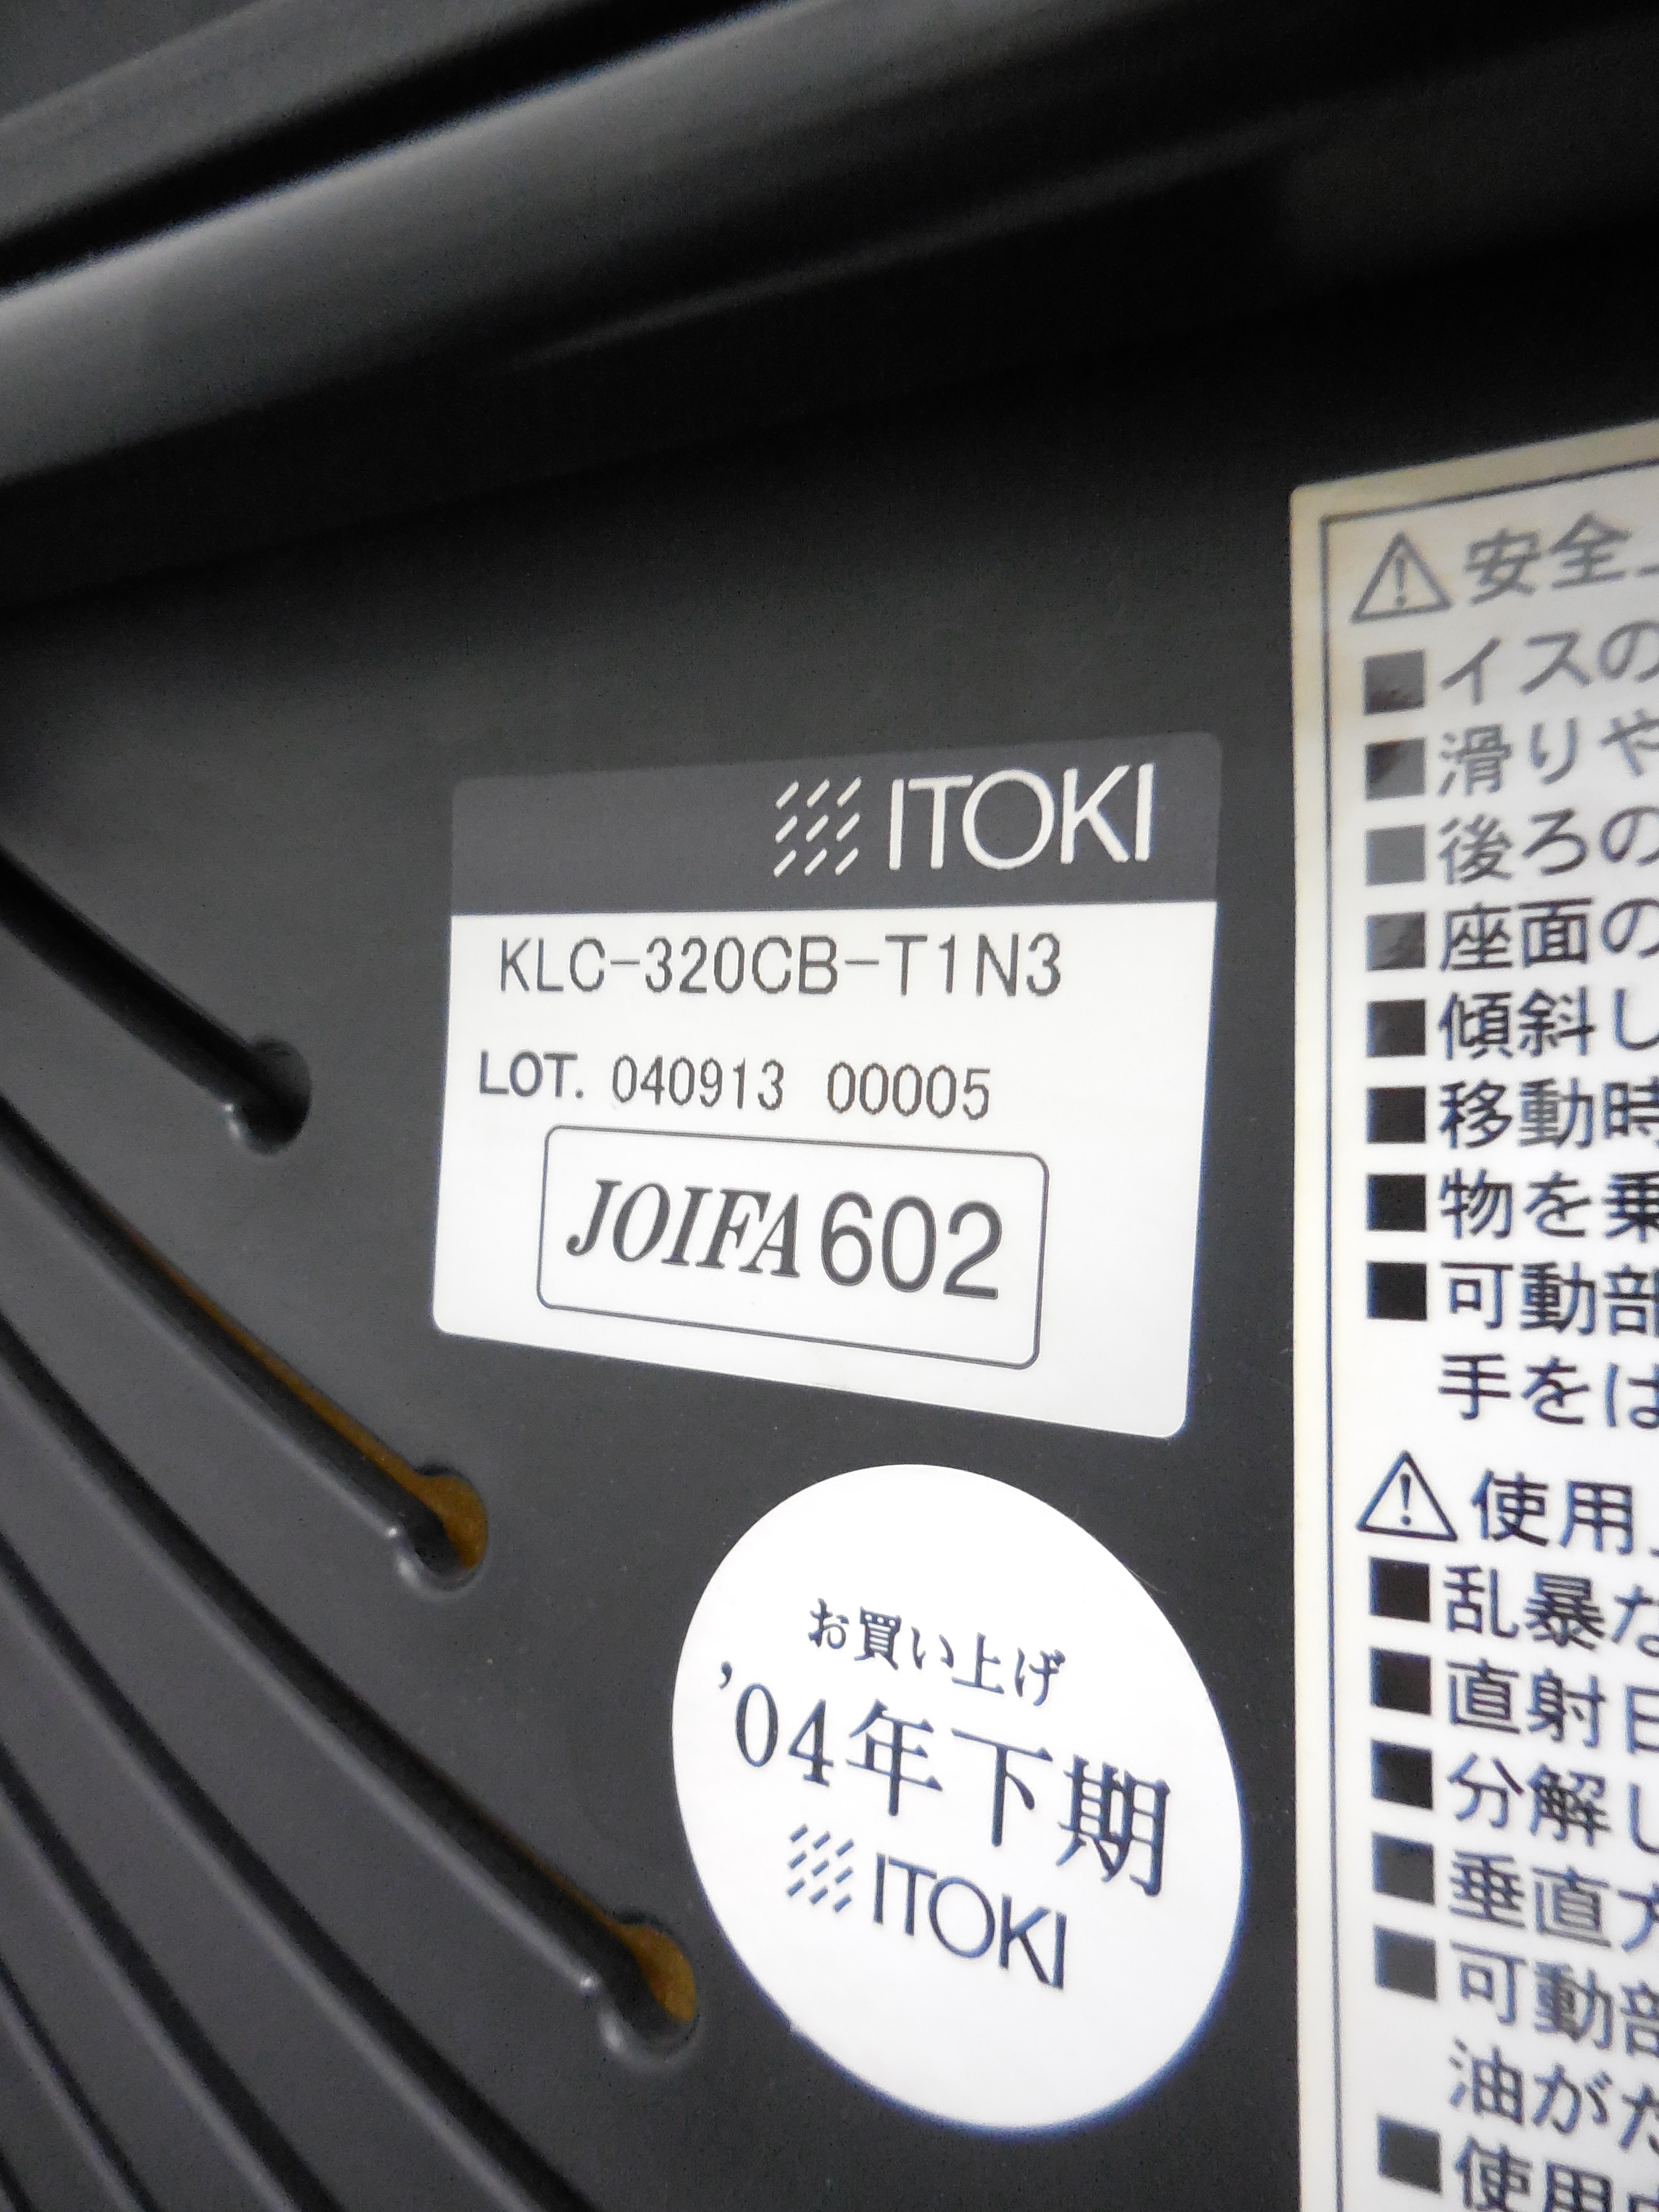 ITOKI
KLC-320CB-T1N3
LOT. 040913 00005
JOIFA 602
お買い上げ
'04年下期
ITOKI
⚠安全
■イスの
■滑りや
■後ろの
■座面の
■傾斜し
■移動時
■物を乗
■可動部
手をは
⚠使用
■乱暴な
■直射日
■分解し
■垂直方
■可動部
油がた
■使用中